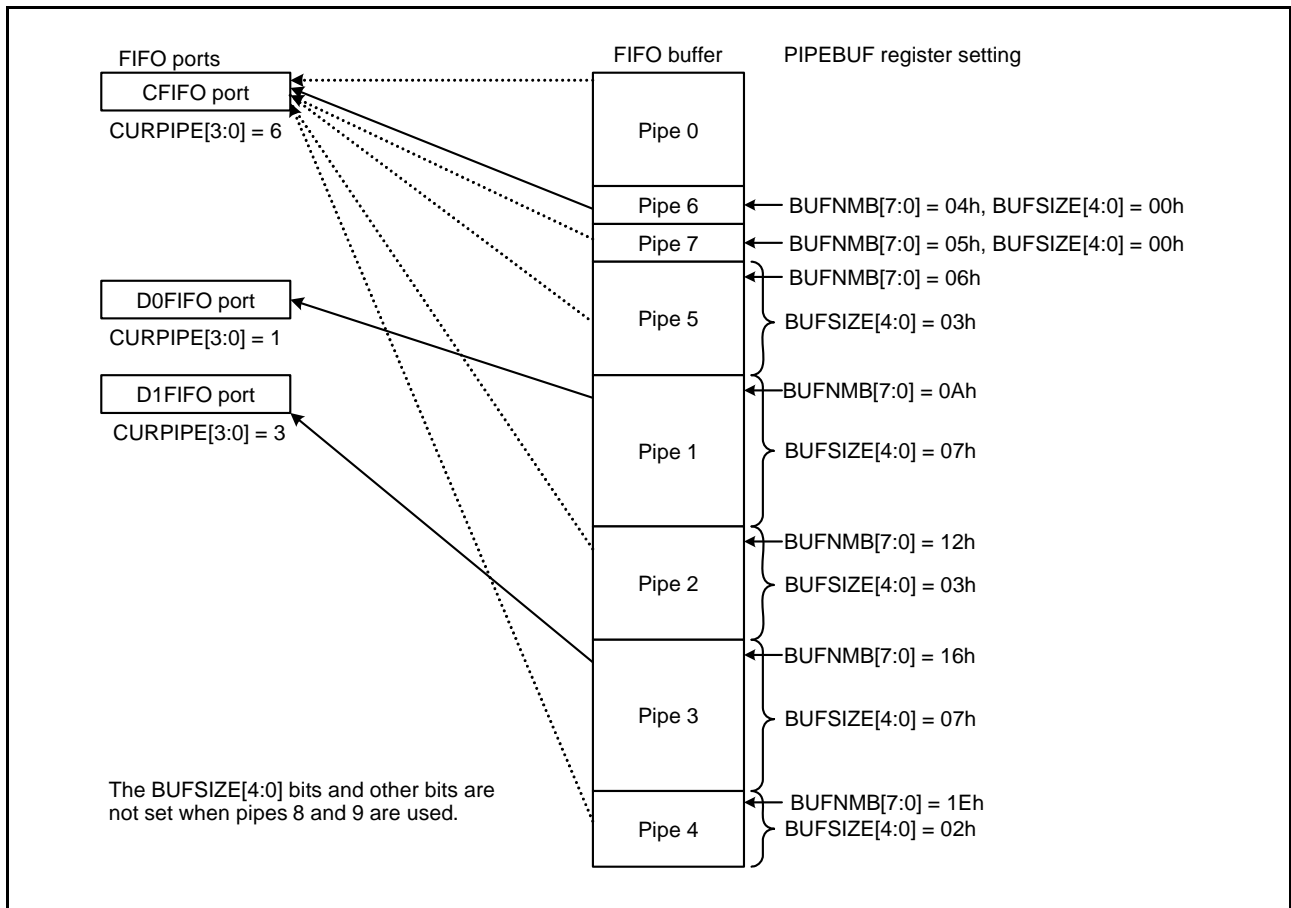 FIFO ports
FIFO buffer
PIPEBUF register setting
CFIFO port
CURPIPE[3:0] = 6
Pipe 0
Pipe 6
BUFNMB[7:0] = 04h, BUFSIZE[4:0] = 00h
Pipe 7
BUFNMB[7:0] = 05h, BUFSIZE[4:0] = 00h
BUFNMB[7:0] = 06h
D0FIFO port
CURPIPE[3:0] = 1
Pipe 5
BUFSIZE[4:0] = 03h
D1FIFO port
CURPIPE[3:0] = 3
BUFNMB[7:0] = 0Ah
Pipe 1
BUFSIZE[4:0] = 07h
BUFNMB[7:0] = 12h
Pipe 2
BUFSIZE[4:0] = 03h
BUFNMB[7:0] = 16h
Pipe 3
BUFSIZE[4:0] = 07h
The BUFSIZE[4:0] bits and other bits are
not set when pipes 8 and 9 are used.
BUFNMB[7:0] = 1Eh
Pipe 4
BUFSIZE[4:0] = 02h